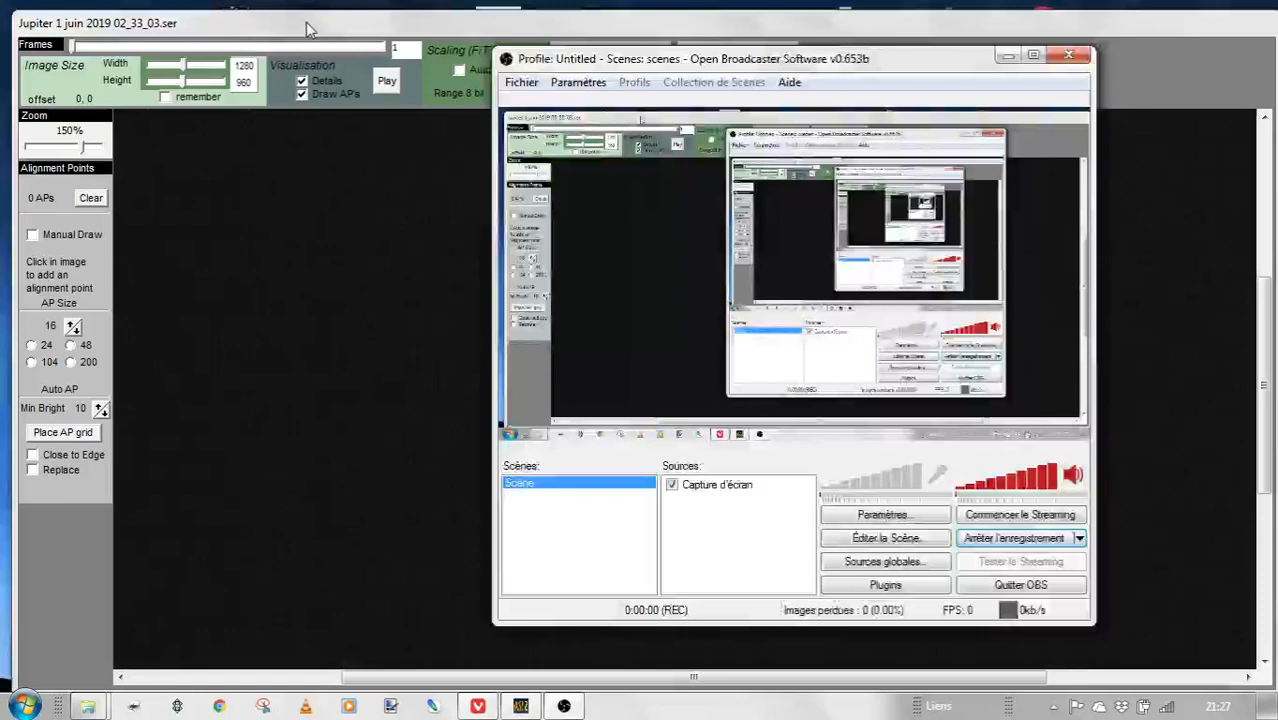 Jupiter 1 juin 2019 02_33_03.ser
Frames
1
Scaling (FiT
Image Size
Width
1280
Height
960
offset 0, 0
remember
Visualisation
Details
Draw APs
Play
Range 8 bi
Zoom
150%
Alignment Points
0 APs
Clear
Manual Draw
Click in image
to add an
alignment point
AP Size
16
24
48
104
200
Auto AP
Min Bright 10
Place AP grid
Close to Edge
Replace
Profile: Untitled - Scenes: scenes - Open Broadcaster Software v0.653b
Fichier
Paramètres
Profils
Collection de Scènes
Aide
Scènes:
Scene
Sources:
Capture d'écran
Paramètres...
Commencer le Streaming
Éditer la Scène.
Arrêter l'enregistrement
Sources globales...
Tester le Streaming
Plugins
Quitter OBS
0:00:00 (REC)
Images perdues : 0 (0.00%)
FPS: 0
0kb/s
Liens
21:27